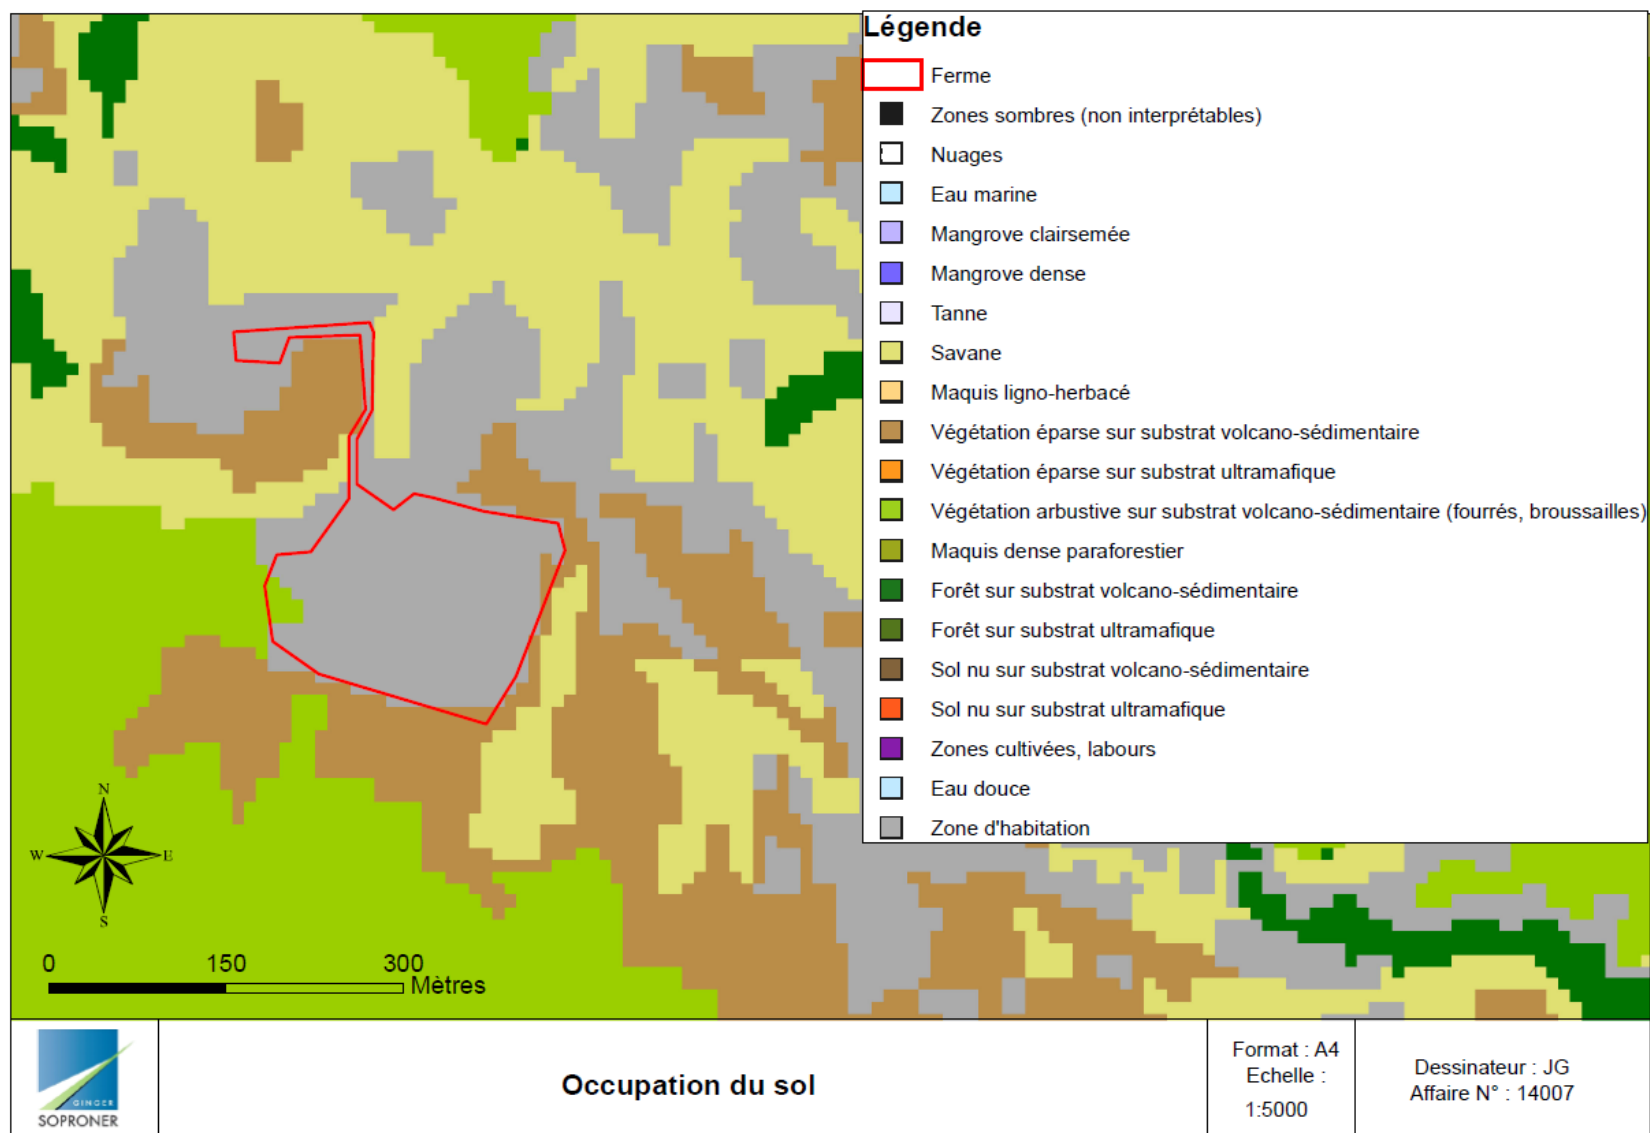 Légende
Ferme
Zones sombres (non interprétables)
Nuages
Eau marine
Mangrove clairsemée
Mangrove dense
Tanne
Savane
Maquis ligno-herbacé
Végétation éparse sur substrat volcano-sédimentaire
Végétation éparse sur substrat ultramafique
Végétation arbustive sur substrat volcano-sédimentaire (fourrés, broussailles)
Maquis dense paraforestier
Forêt sur substrat volcano-sédimentaire
Forêt sur substrat ultramafique
Sol nu sur substrat volcano-sédimentaire
Sol nu sur substrat ultramafique
Zones cultivées, labours
Eau douce
Zone d'habitation
N
W E
S
0 150 300
Mètres
GINGER
SOPRONER
Occupation du sol
Format : A4
Echelle :
1:5000
Dessinateur : JG
Affaire N° : 14007